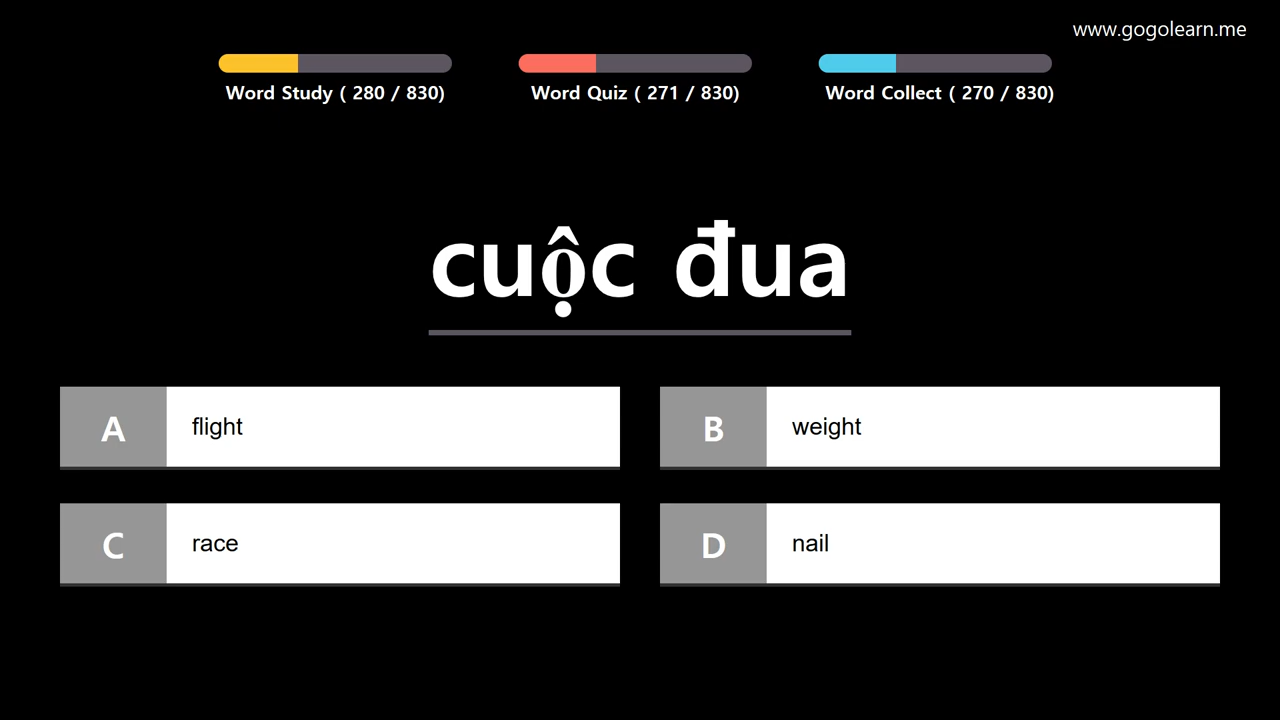 www.gogolearn.me
Word Study ( 280 / 830)
Word Quiz ( 271 / 830)
Word Collect ( 270 / 830)
cuộc đua
A flight
B weight
C race
D nail